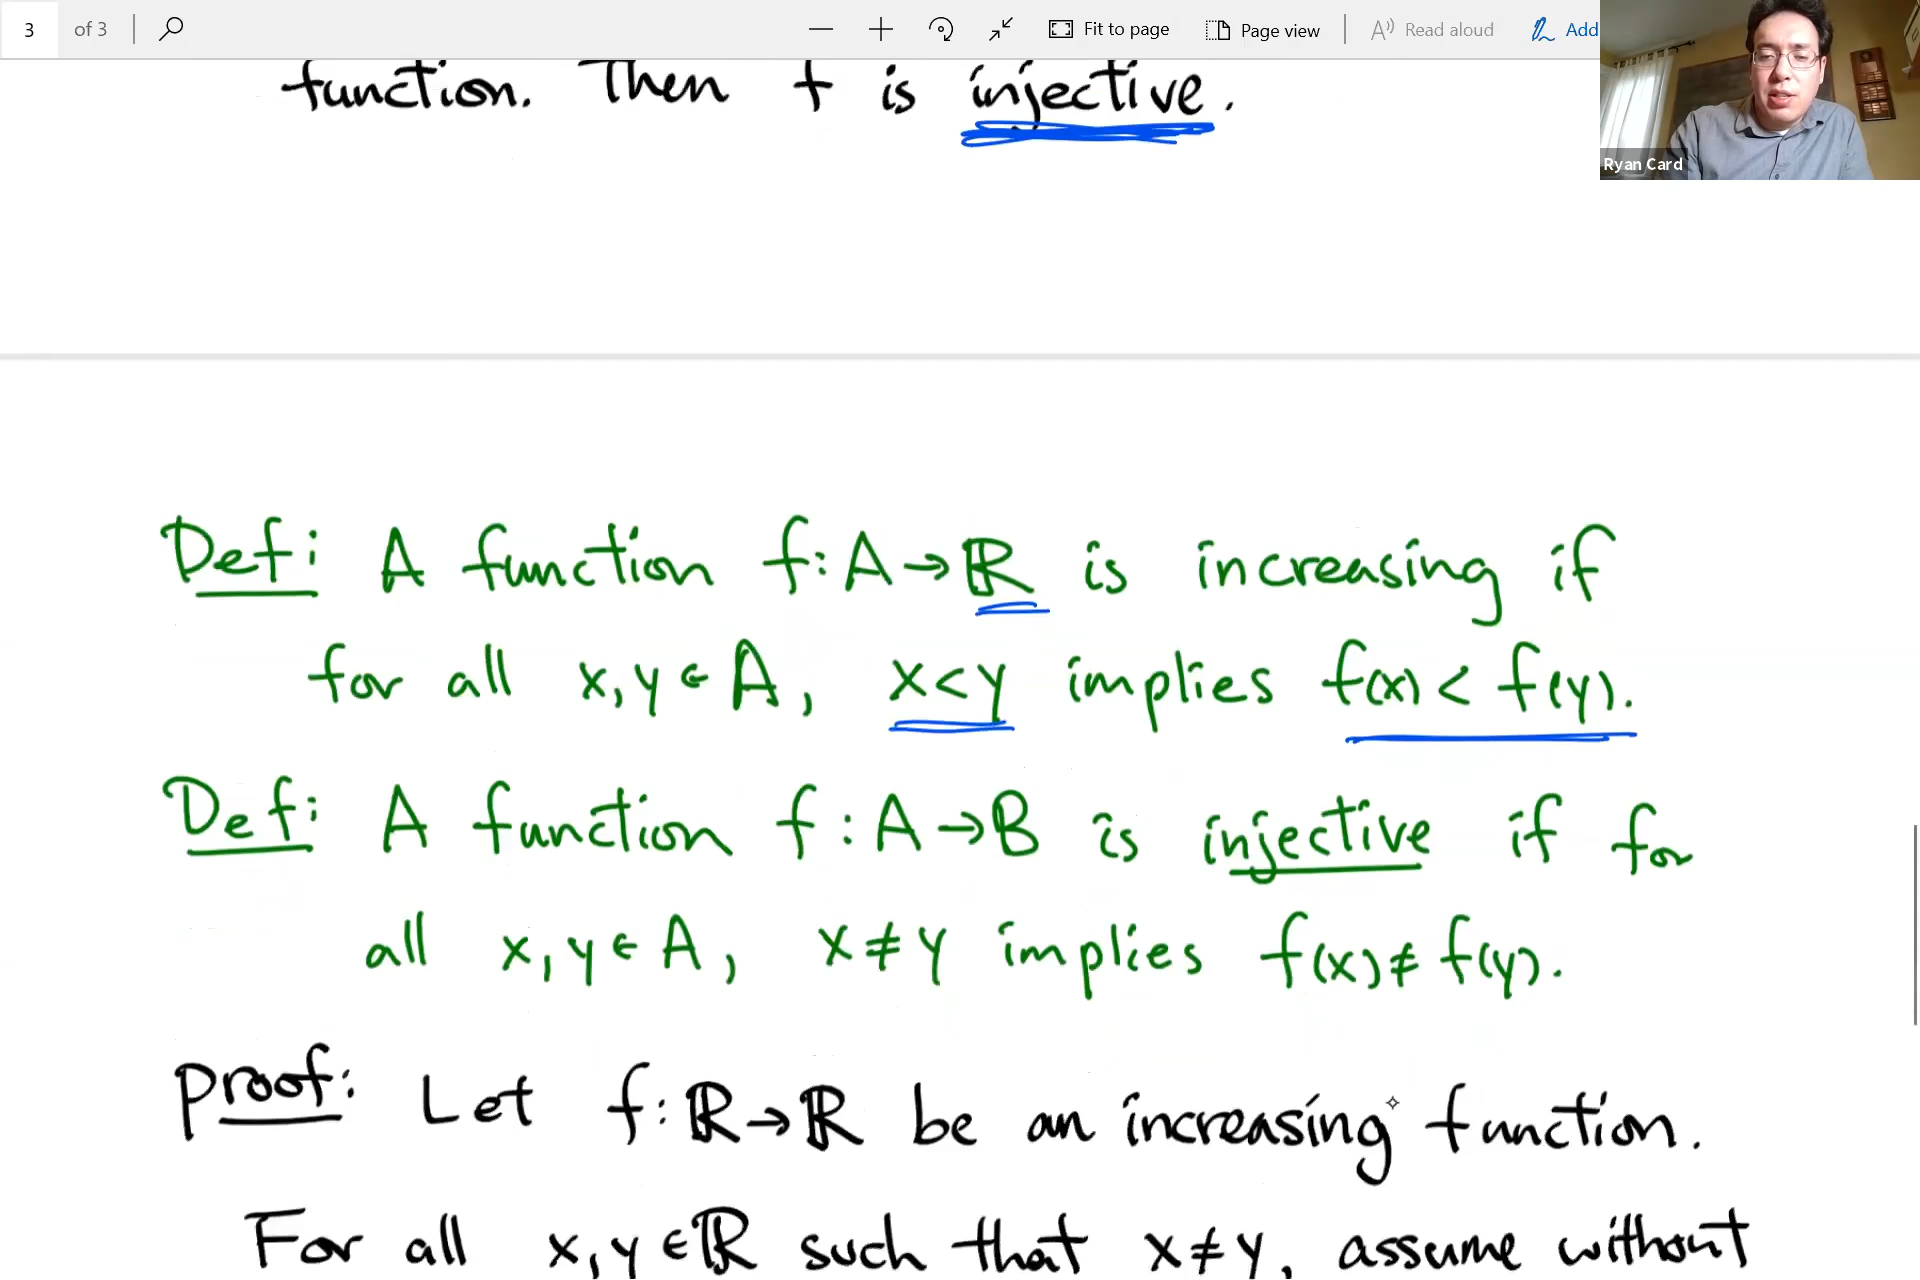 3 of 3 Fit to page Page view Read aloud Add
Ryan Card
function. Then f is injective.
Def: A function f: A → ℝ is increasing if
for all x, y ∈ A, x < y implies f(x) < f(y).
Def: A function f: A → B is injective if for
all x, y ∈ A, x ≠ y implies f(x) ≠ f(y).
Proof: Let f: ℝ → ℝ be an increasing function.
For all x, y ∈ ℝ such that x ≠ y, assume without